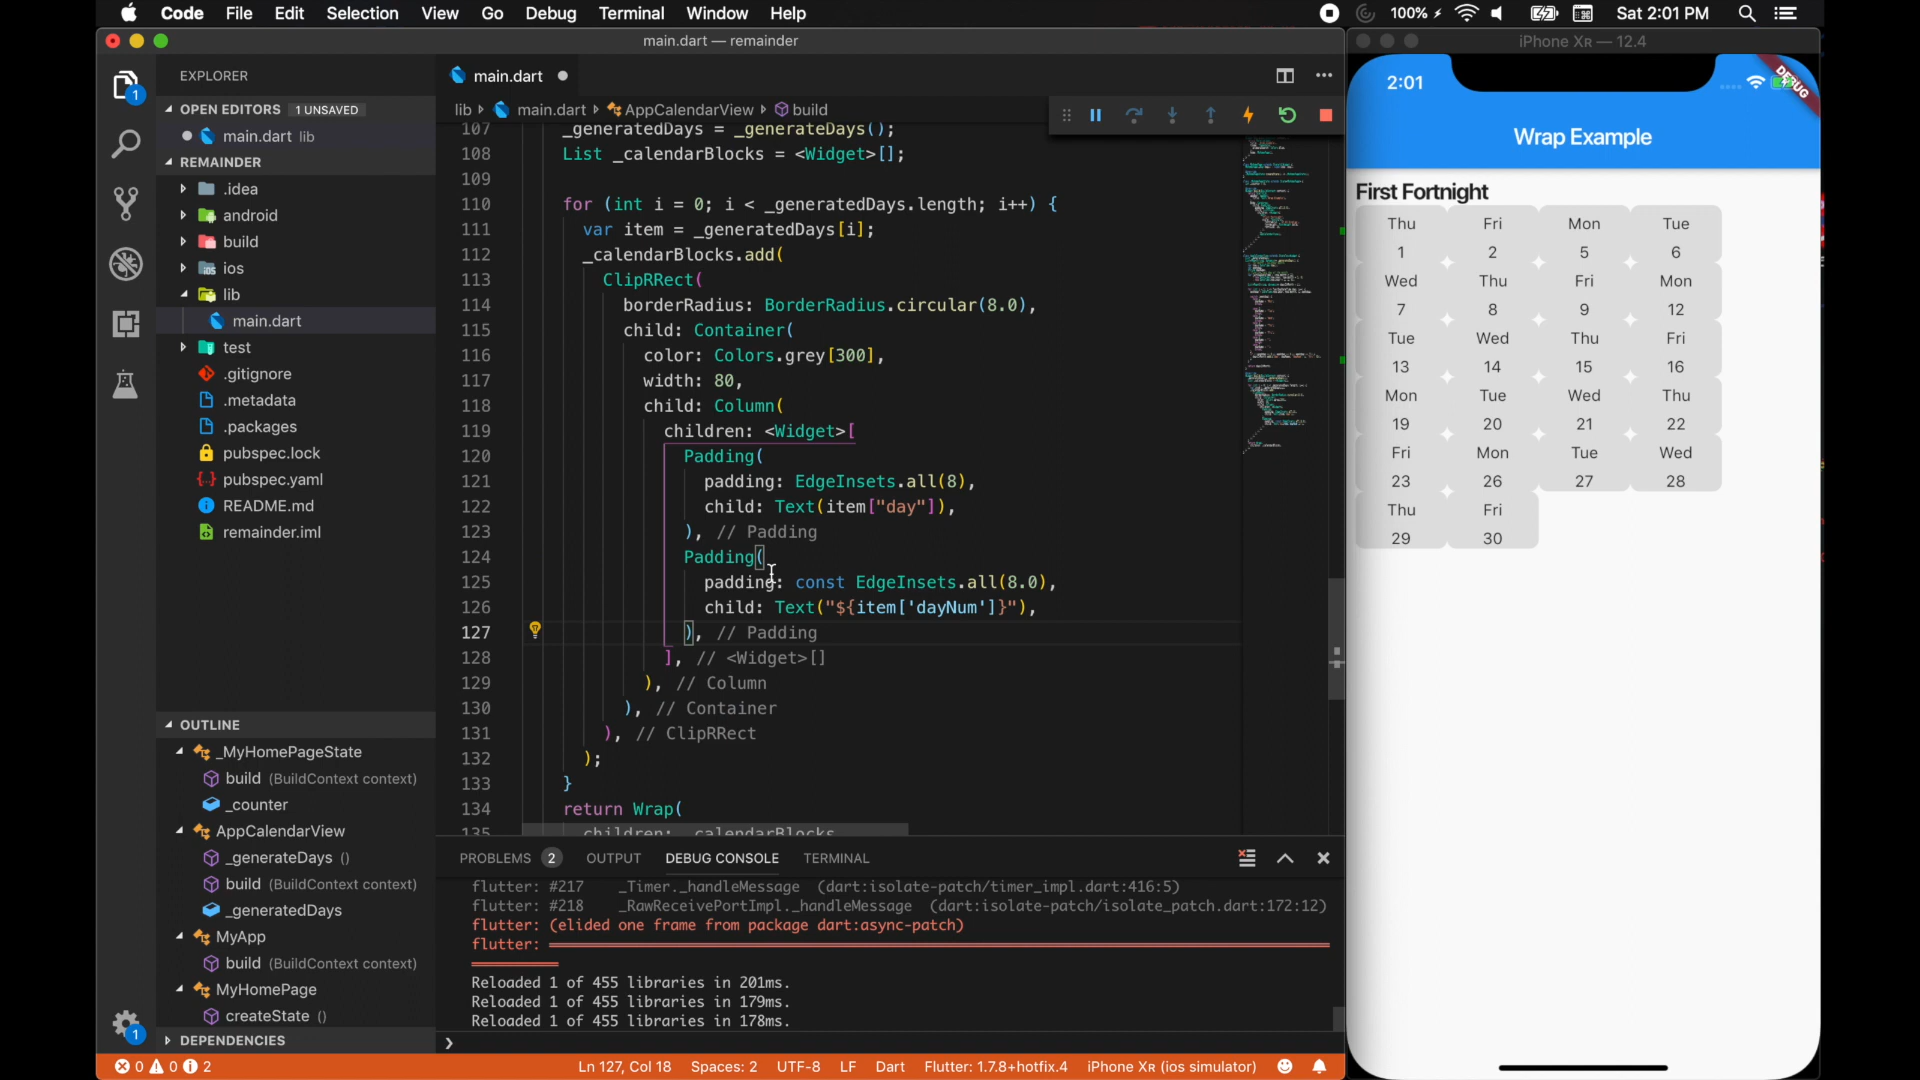 Code File Edit Selection View Go Debug Terminal Window Help
100% Sat 2:01 PM
main.dart — remainder
iPhone Xʀ — 12.4
EXPLORER
OPEN EDITORS 1 UNSAVED
main.dart lib
REMAINDER
.idea
android
build
ios
lib
main.dart
test
.gitignore
.metadata
.packages
pubspec.lock
pubspec.yaml
README.md
remainder.iml
OUTLINE
_MyHomePageState
build (BuildContext context)
_counter
AppCalendarView
_generateDays ()
build (BuildContext context)
_generatedDays
MyApp
build (BuildContext context)
MyHomePage
createState ()
DEPENDENCIES
1
1
main.dart
lib main.dart AppCalendarView build
107 _generatedDays = _generateDays();
108 List _calendarBlocks = <Widget>[];
109
110 for (int i = 0; i < _generatedDays.length; i++) {
111 var item = _generatedDays[i];
112 _calendarBlocks.add(
113 ClipRRect(
114 borderRadius: BorderRadius.circular(8.0),
115 child: Container(
116 color: Colors.grey[300],
117 width: 80,
118 child: Column(
119 children: <Widget>[
120 Padding(
121 padding: EdgeInsets.all(8),
122 child: Text(item["day"]),
123 ), // Padding
124 Padding(
125 padding: const EdgeInsets.all(8.0),
126 child: Text("${item['dayNum']}"),
127 ), // Padding
128 ], // <Widget>[]
129 ), // Column
130 ), // Container
131 ), // ClipRRect
132 );
133 }
134 return Wrap(
135 children: _calendarBlocks
PROBLEMS 2 OUTPUT DEBUG CONSOLE TERMINAL
flutter: #217 _Timer._handleMessage (dart:isolate-patch/timer_impl.dart:416:5)
flutter: #218 _RawReceivePortImpl._handleMessage (dart:isolate-patch/isolate_patch.dart:172:12)
flutter: (elided one frame from package dart:async-patch)
flutter: ════════════════════
Reloaded 1 of 455 libraries in 201ms.
Reloaded 1 of 455 libraries in 179ms.
Reloaded 1 of 455 libraries in 178ms.
0 0 2 Ln 127, Col 18 Spaces: 2 UTF-8 LF Dart Flutter: 1.7.8+hotfix.4 iPhone Xʀ (ios simulator)
2:01
DEBUG
Wrap Example
First Fortnight
Thu Fri Mon Tue
1 2 5 6
Wed Thu Fri Mon
7 8 9 12
Tue Wed Thu Fri
13 14 15 16
Mon Tue Wed Thu
19 20 21 22
Fri Mon Tue Wed
23 26 27 28
Thu Fri
29 30